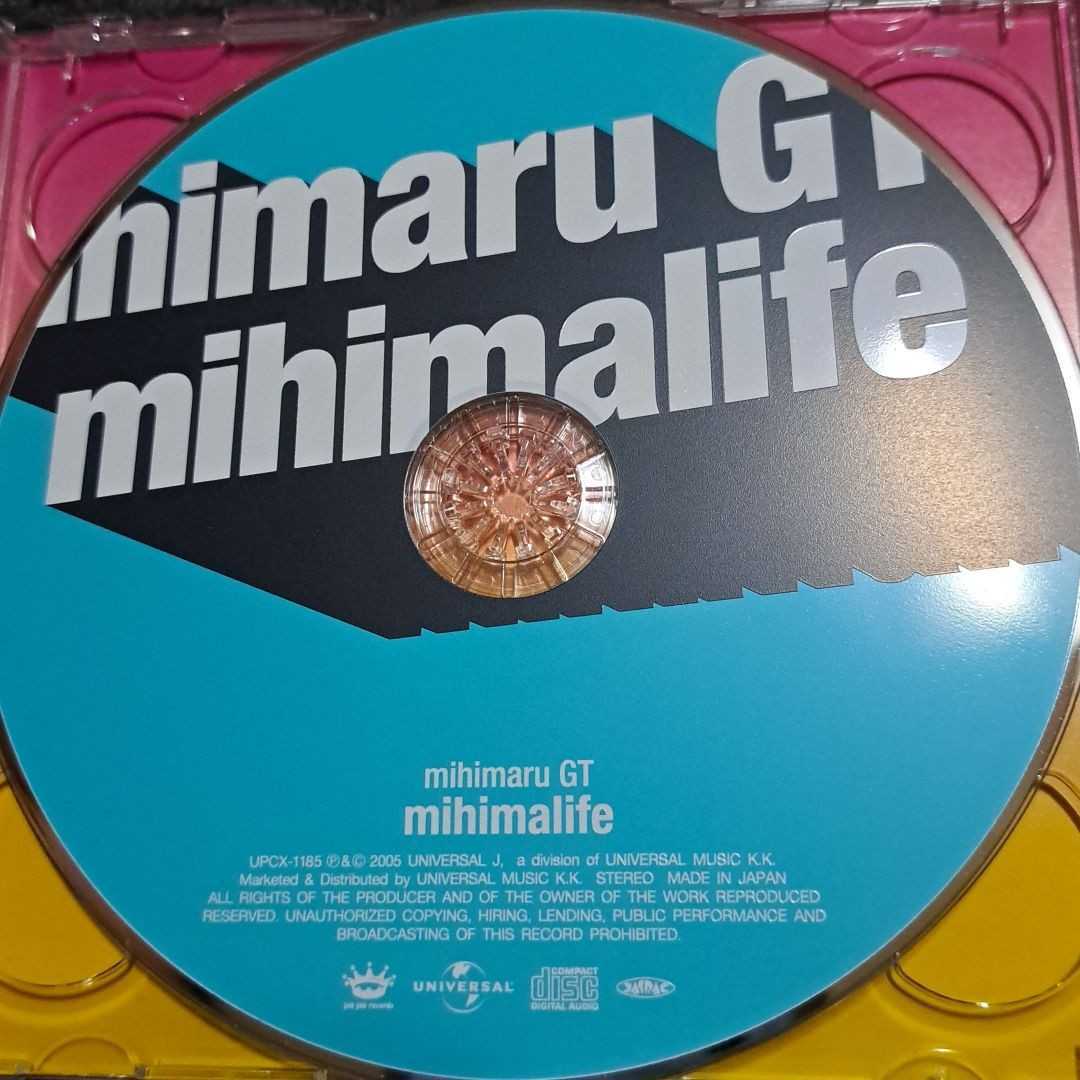 mihimaru GT
mihimalife
mihimaru GT
mihimalife
UPCX-1185 ℗&© 2005 UNIVERSAL J, a division of UNIVERSAL MUSIC K.K.
Marketed & Distributed by UNIVERSAL MUSIC K.K. STEREO MADE IN JAPAN
ALL RIGHTS OF THE PRODUCER AND OF THE OWNER OF THE WORK REPRODUCED
RESERVED. UNAUTHORIZED COPYING, HIRING, LENDING, PUBLIC PERFORMANCE AND
BROADCASTING OF THIS RECORD PROHIBITED.
UNIVERSAL
COMPACT
disc
DIGITAL AUDIO
JASRAC